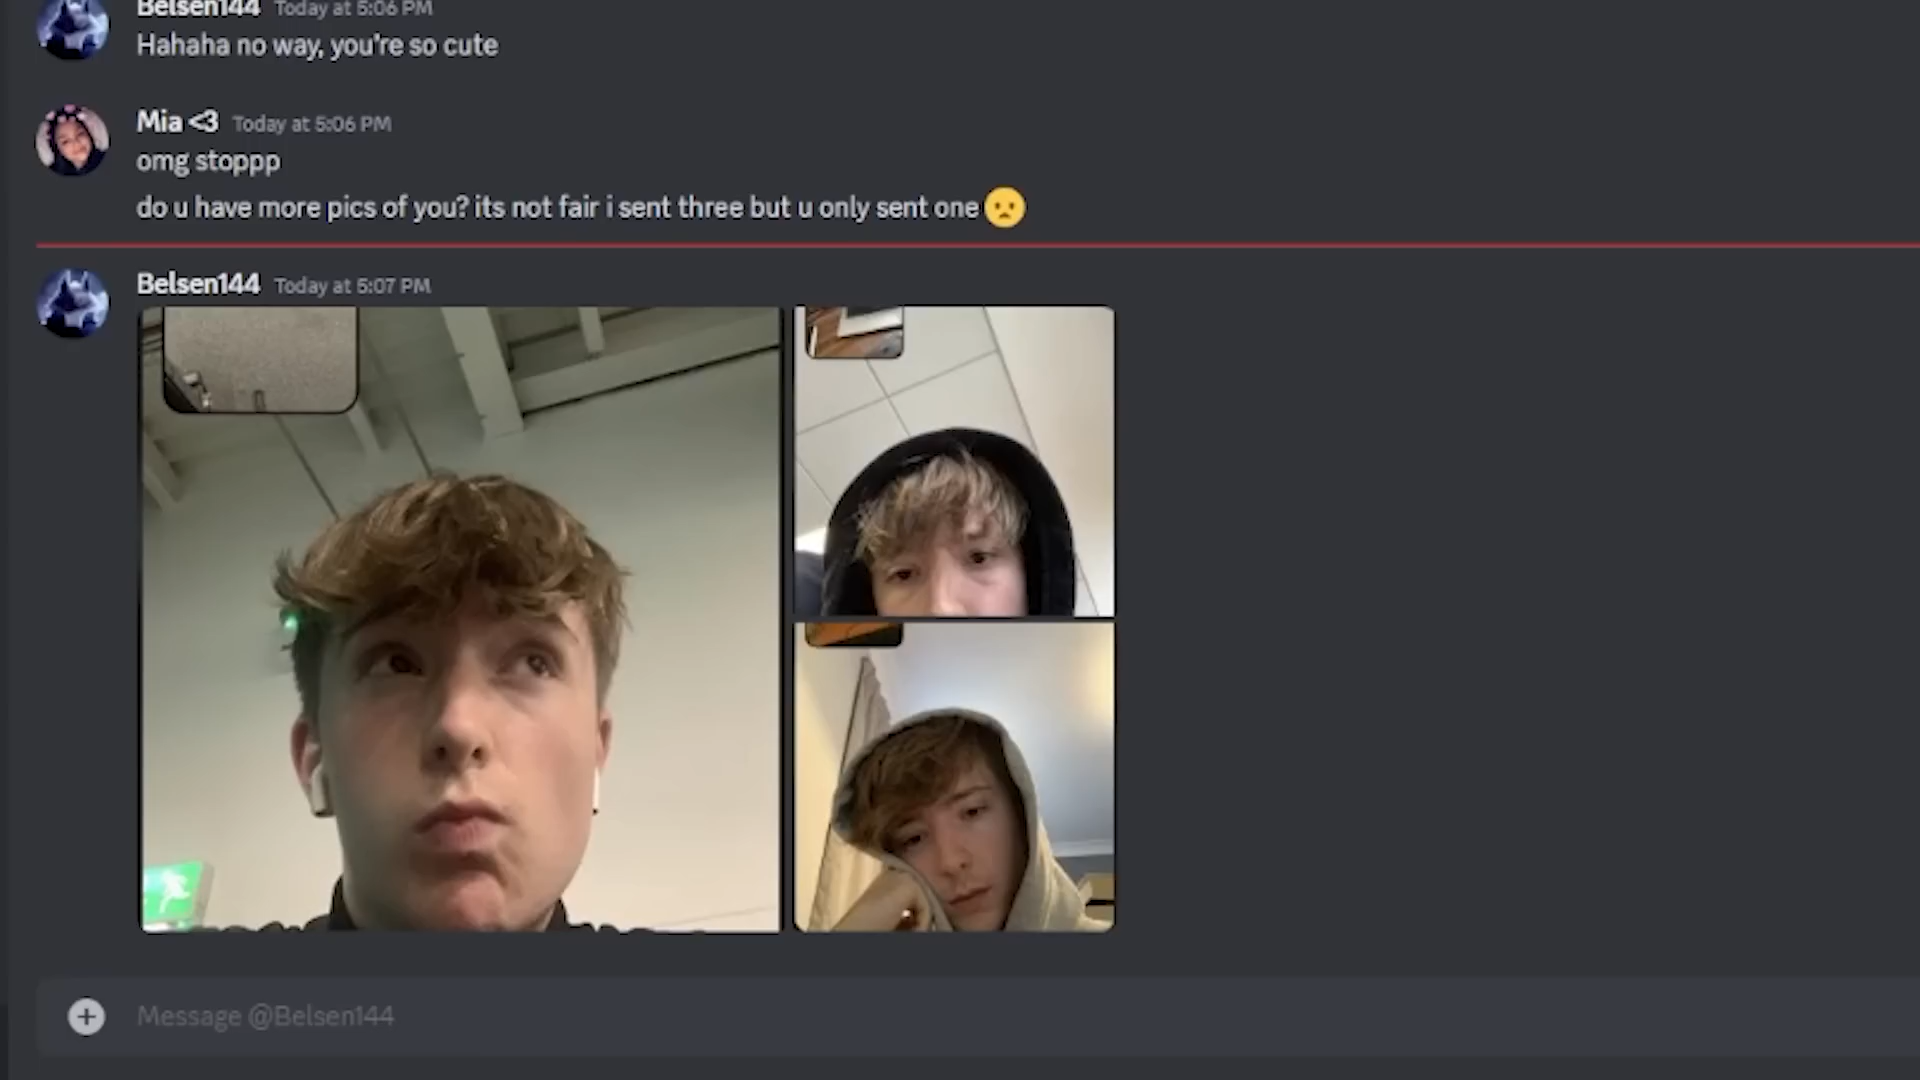 Belsen144 Today at 5:06 PM
Hahaha no way, you're so cute
Mia <3 Today at 5:06 PM
omg stoppp
do u have more pics of you? its not fair i sent three but u only sent one
Belsen144 Today at 5:07 PM
Message @Belsen144